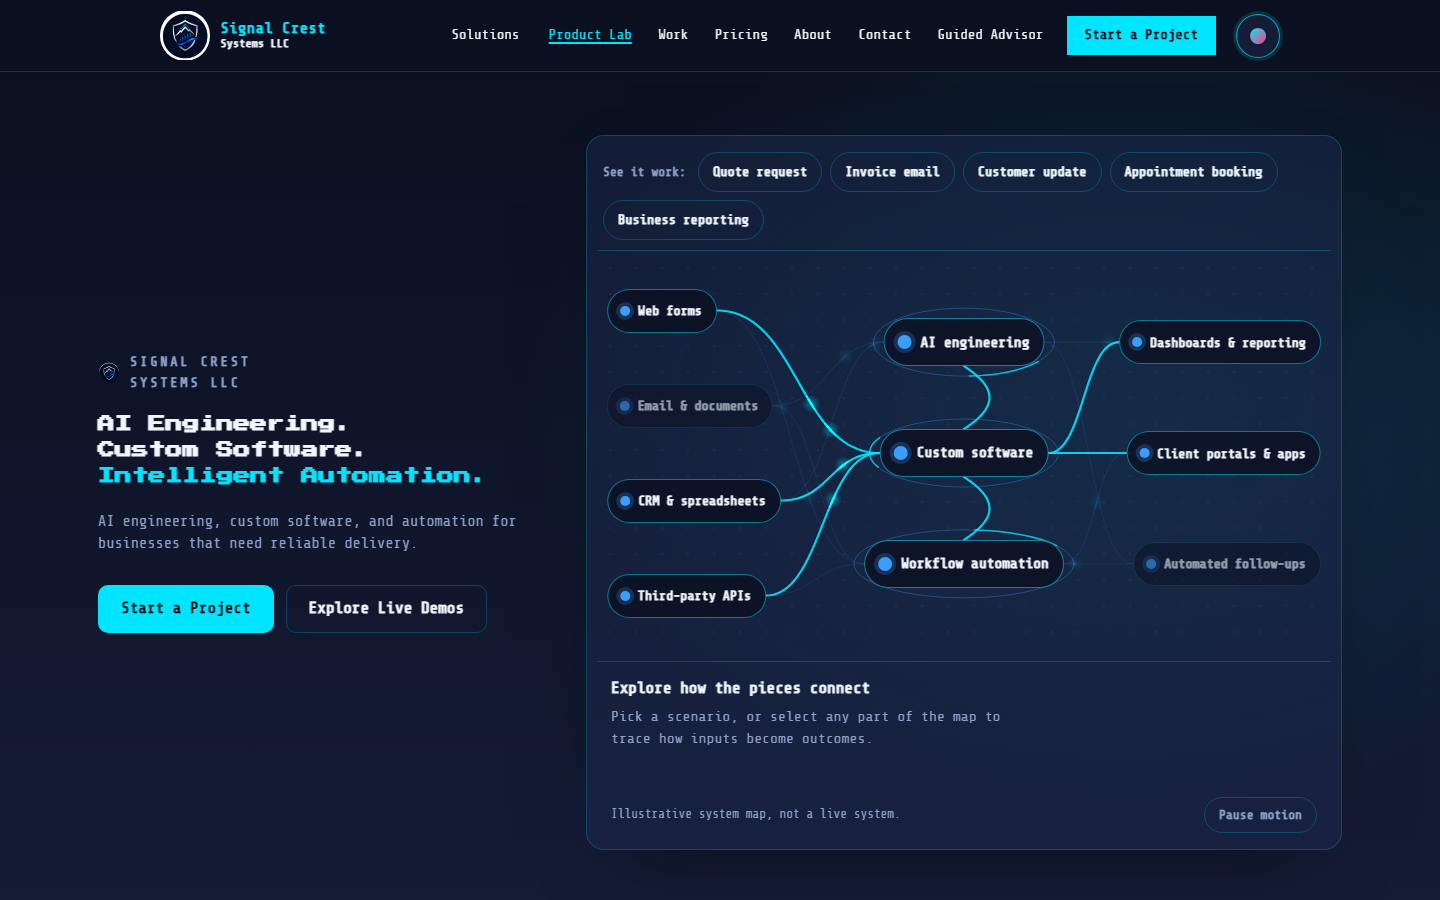 Signal Crest
Systems LLC
Solutions
Product Lab
Work
Pricing
About
Contact
Guided Advisor
Start a Project
SIGNAL CREST
SYSTEMS LLC
AI Engineering.
Custom Software.
Intelligent Automation.
AI engineering, custom software, and automation for
businesses that need reliable delivery.
Start a Project
Explore Live Demos
See it work:
Quote request
Invoice email
Customer update
Appointment booking
Business reporting
Web forms
Email & documents
CRM & spreadsheets
Third-party APIs
AI engineering
Custom software
Workflow automation
Dashboards & reporting
Client portals & apps
Automated follow-ups
Explore how the pieces connect
Pick a scenario, or select any part of the map to
trace how inputs become outcomes.
Illustrative system map, not a live system.
Pause motion